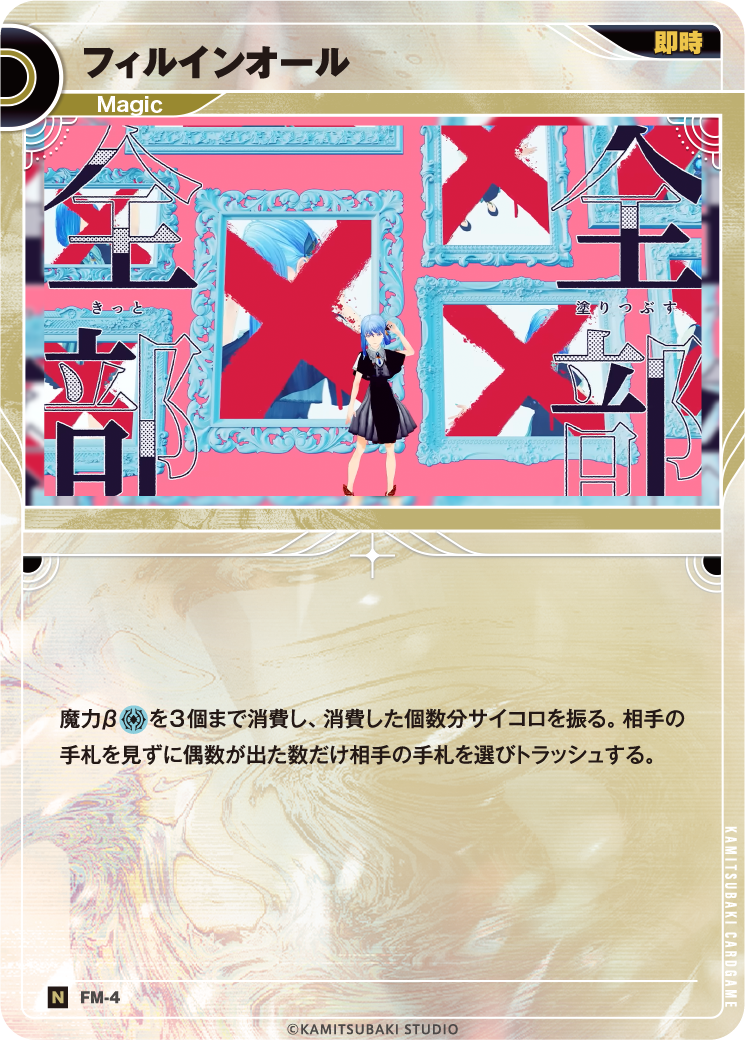 フィルインオール
即時
Magic
全部
きっと
全部
塗りつぶす
魔力β を3個まで消費し、消費した個数分サイコロを振る。相手の
手札を見ずに偶数が出た数だけ相手の手札を選びトラッシュする。
KAMITSUBAKI CARDGAME
N FM-4
©KAMITSUBAKI STUDIO